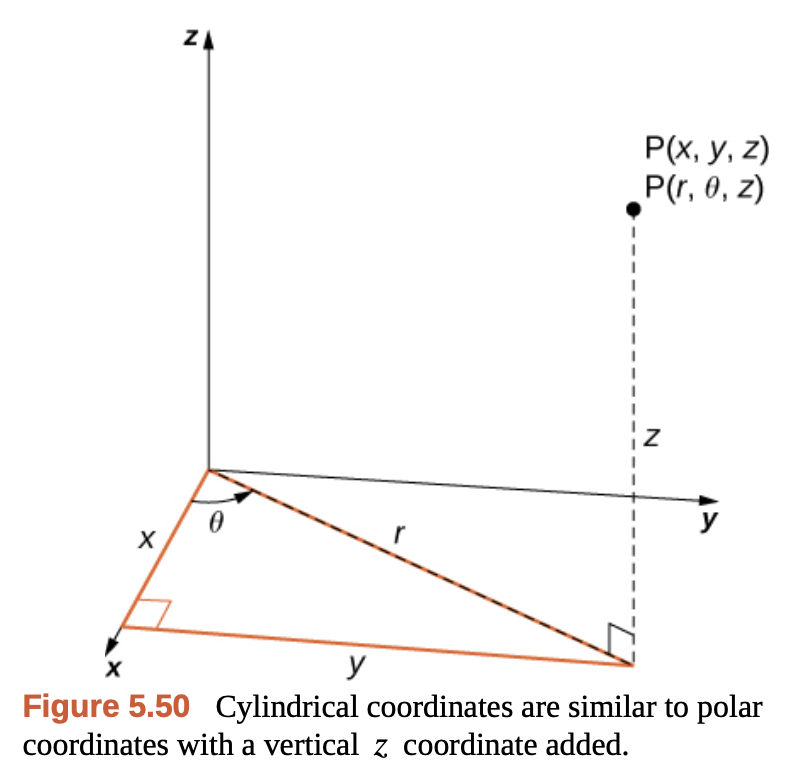 z
P(x, y, z)
P(r, θ, z)
z
y
θ
x
r
x
y
Figure 5.50 Cylindrical coordinates are similar to polar
coordinates with a vertical z coordinate added.